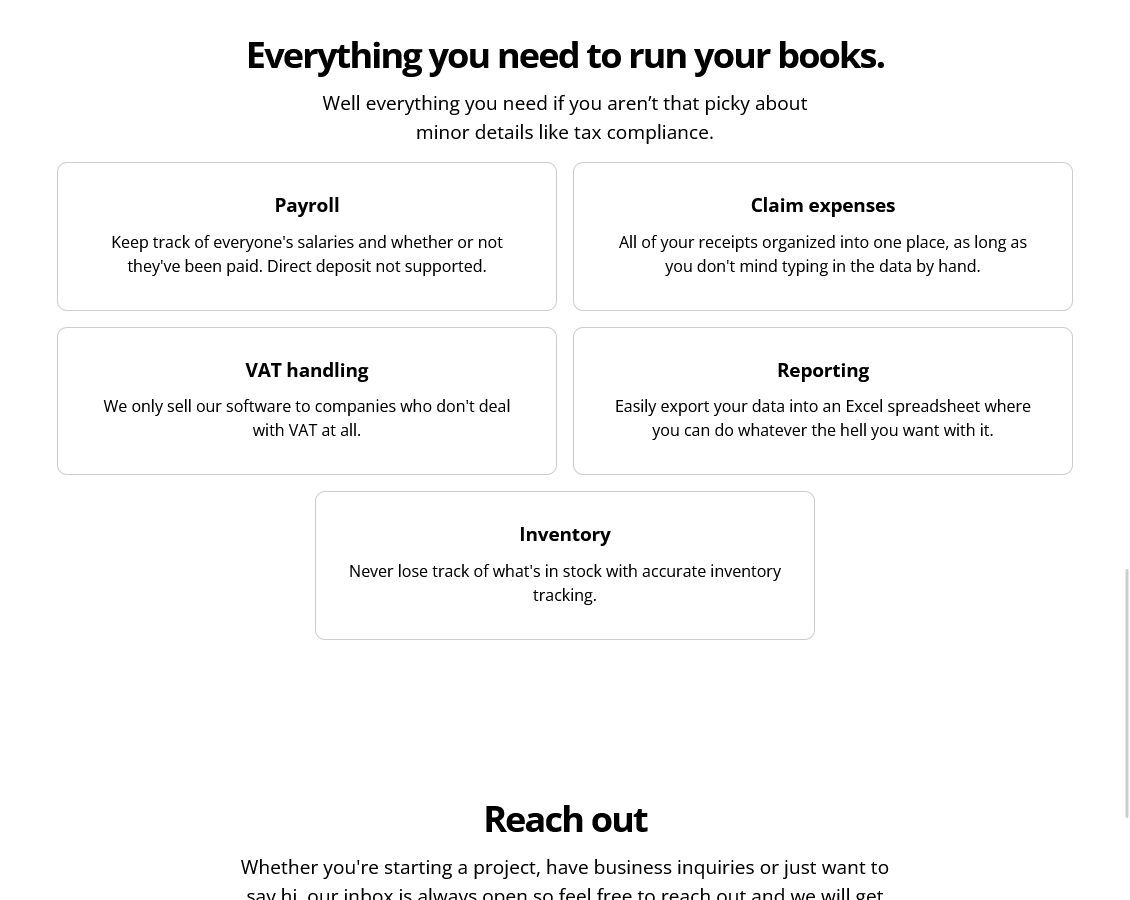 Everything you need to run your books.
Well everything you need if you aren’t that picky about
minor details like tax compliance.
Payroll
Keep track of everyone's salaries and whether or not
they've been paid. Direct deposit not supported.
Claim expenses
All of your receipts organized into one place, as long as
you don't mind typing in the data by hand.
VAT handling
We only sell our software to companies who don't deal
with VAT at all.
Reporting
Easily export your data into an Excel spreadsheet where
you can do whatever the hell you want with it.
Inventory
Never lose track of what's in stock with accurate inventory
tracking.
Reach out
Whether you're starting a project, have business inquiries or just want to
say hi, our inbox is always open so feel free to reach out and we will get